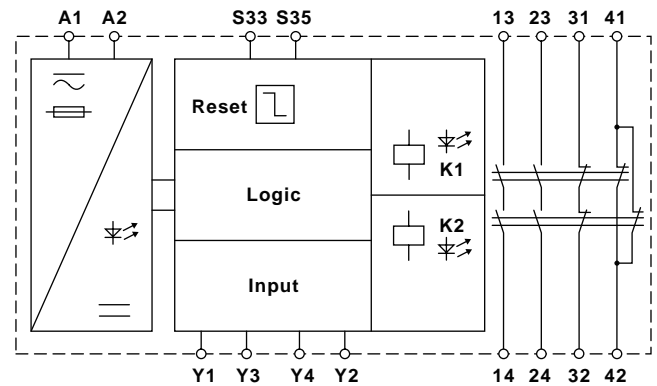 A1 A2 S33 S35 13 23 31 41
Reset
K1
Logic
K2
Input
Y1 Y3 Y4 Y2 14 24 32 42